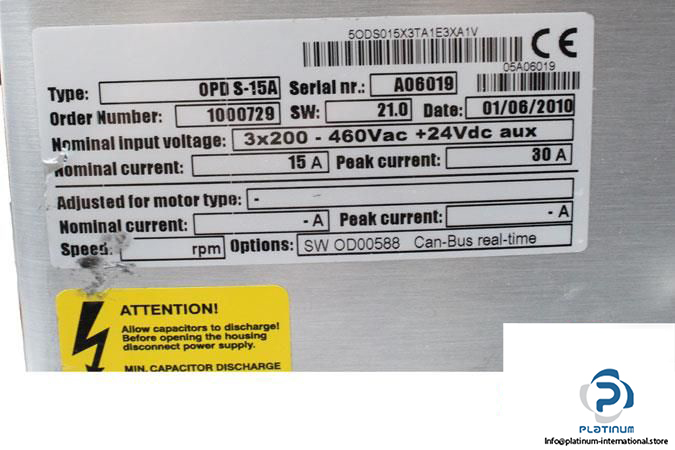 5ODS015X3TA1E3XA1V
CE
05A06019
Type: OPD S-15A Serial nr.: A06019
Order Number: 1000729 SW: 21.0 Date: 01/06/2010
Nominal input voltage: 3x200 - 460Vac +24Vdc aux
Nominal current: 15 A Peak current: 30 A
Adjusted for motor type: -
Nominal current: - A Peak current: - A
Speed: rpm Options: SW OD00588 Can-Bus real-time
ATTENTION!
Allow capacitors to discharge!
Before opening the housing
disconnect power supply.
MIN. CAPACITOR DISCHARGE
PLATINUM
Info@platinum-international.store